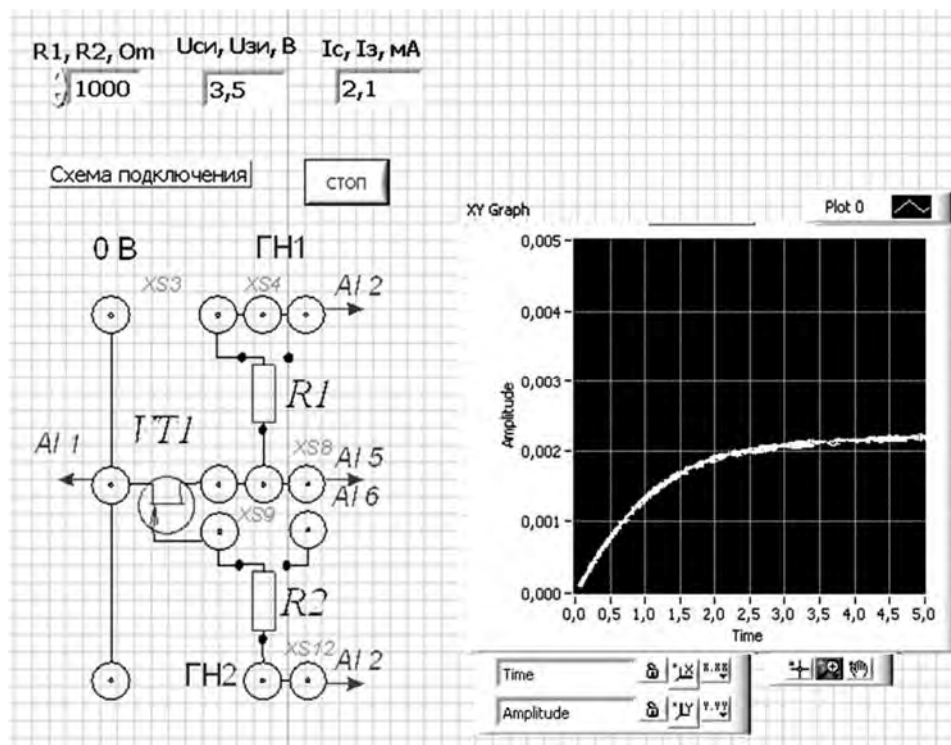 R1, R2, Om Uси, Uзи, В Iс, Iз, мА
1000 3,5 2,1
Схема подключения
стоп
XY Graph Plot 0
0 В ГН1
XS3 XS4 AI 2
R1
VT1
AI 1 XS8 AI 5
AI 6
XS9
R2
XS12
ГН2 AI 2
Amplitude
0,005
0,004
0,003
0,002
0,001
0,000
0,0 0,5 1,0 1,5 2,0 2,5 3,0 3,5 4,0 4,5 5,0
Time
Time X X.XX
Amplitude Y Y.YY